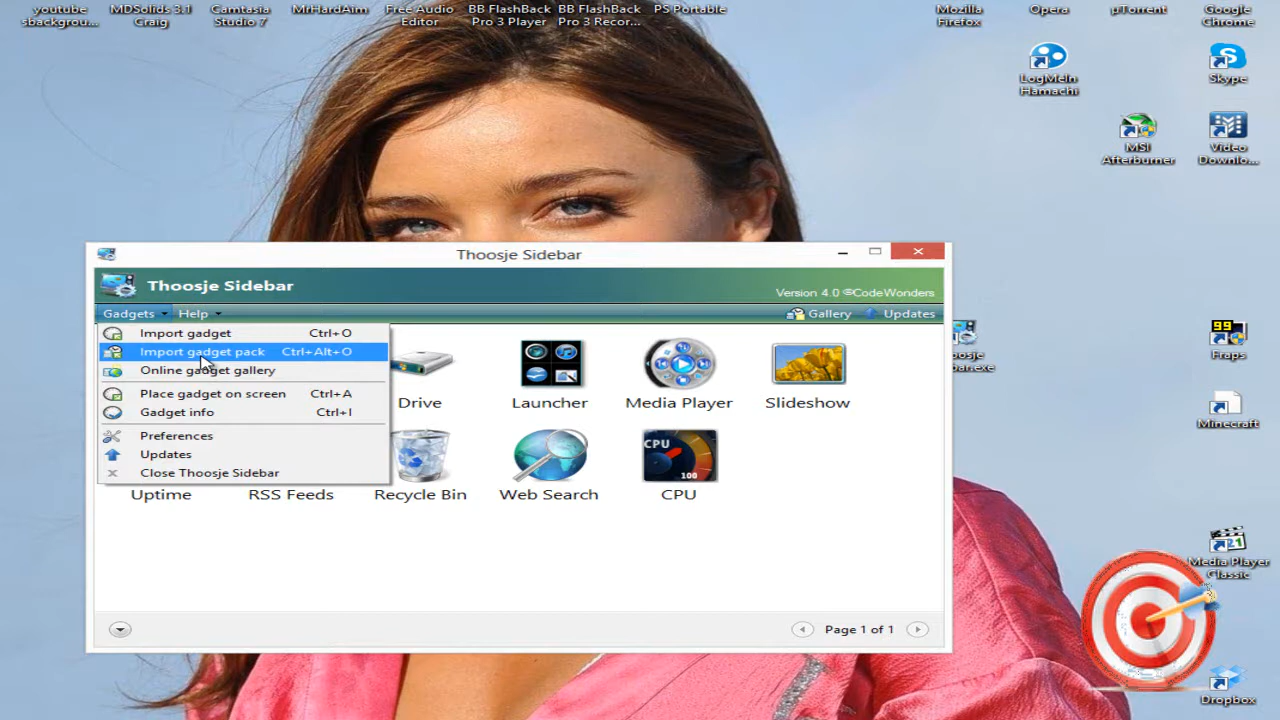 youtube
sbackgrou...
MDSolids 3.1
Craig
Camtasia
Studio 7
MrHardAim
Free Audio
Editor
BB FlashBack
Pro 3 Player
BB FlashBack
Pro 3 Recor...
PS Portable
Mozilla
Firefox
Opera
µTorrent
Google
Chrome
LogMeIn
Hamachi
Skype
MSI
Afterburner
Video
Downlo...
Thoosje Sidebar
Thoosje Sidebar
Version 4.0 ©CodeWonders
Gadgets
Help
Gallery
Updates
Import gadget Ctrl+O
Import gadget pack Ctrl+Alt+O
Online gadget gallery
Place gadget on screen Ctrl+A
Gadget info Ctrl+I
Preferences
Updates
Close Thoosje Sidebar
Drive
Launcher
Media Player
Slideshow
CPU
100
Uptime
RSS Feeds
Recycle Bin
Web Search
CPU
Page 1 of 1
oosje
bar.exe
99
Fraps
Minecraft
21
Media Player
Classic
Dropbox